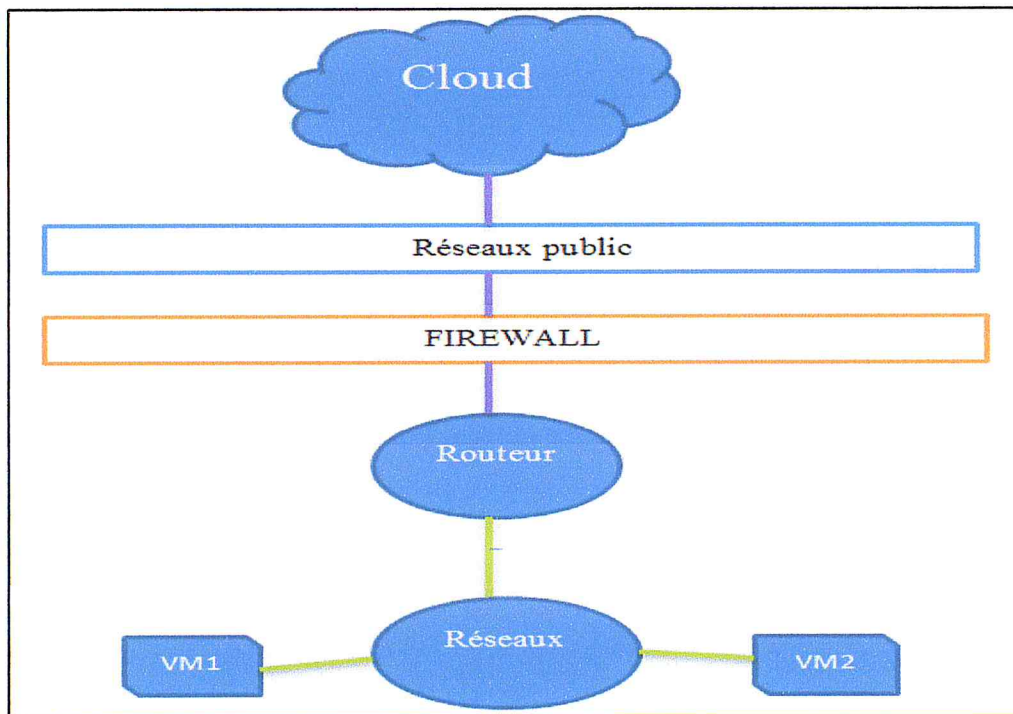 Cloud
Réseaux public
FIREWALL
Routeur
Réseaux
VM1
VM2